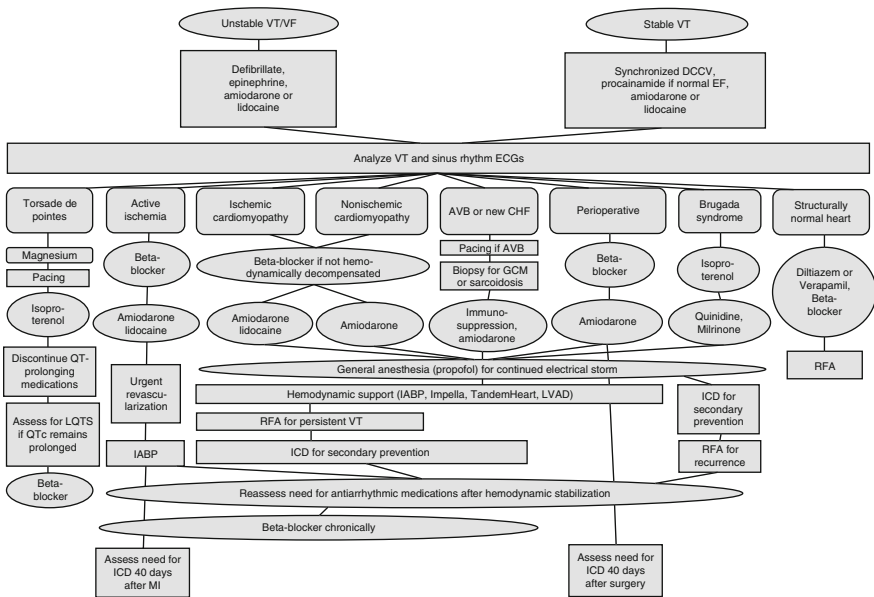 Unstable VT/VF
Stable VT
Defibrillate,
epinephrine,
amiodarone or
lidocaine
Synchronized DCCV,
procainamide if normal EF,
amiodarone or
lidocaine
Analyze VT and sinus rhythm ECGs
Torsade de
pointes
Active
ischemia
Ischemic
cardiomyopathy
Nonischemic
cardiomyopathy
AVB or new CHF
Perioperative
Brugada
syndrome
Structurally
normal heart
Magnesium
Pacing
Isopro-
terenol
Discontinue QT-
prolonging
medications
Assess for LQTS
if QTc remains
prolonged
Beta-
blocker
Beta-
blocker
Amiodarone
lidocaine
Urgent
revascu-
larization
IABP
Assess need for
ICD 40 days
after MI
Beta-blocker if not hemo-
dynamically decompensated
Amiodarone
lidocaine
Amiodarone
Pacing if AVB
Biopsy for GCM
or sarcoidosis
Immuno-
suppression,
amiodarone
Beta-
blocker
Amiodarone
Isopro-
terenol
Quinidine,
Milrinone
Diltiazem or
Verapamil,
Beta-
blocker
RFA
General anesthesia (propofol) for continued electrical storm
Hemodynamic support (IABP, Impella, TandemHeart, LVAD)
RFA for persistent VT
ICD for secondary prevention
ICD for
secondary
prevention
RFA for
recurrence
Reassess need for antiarrhythmic medications after hemodynamic stabilization
Beta-blocker chronically
Assess need for
ICD 40 days
after surgery